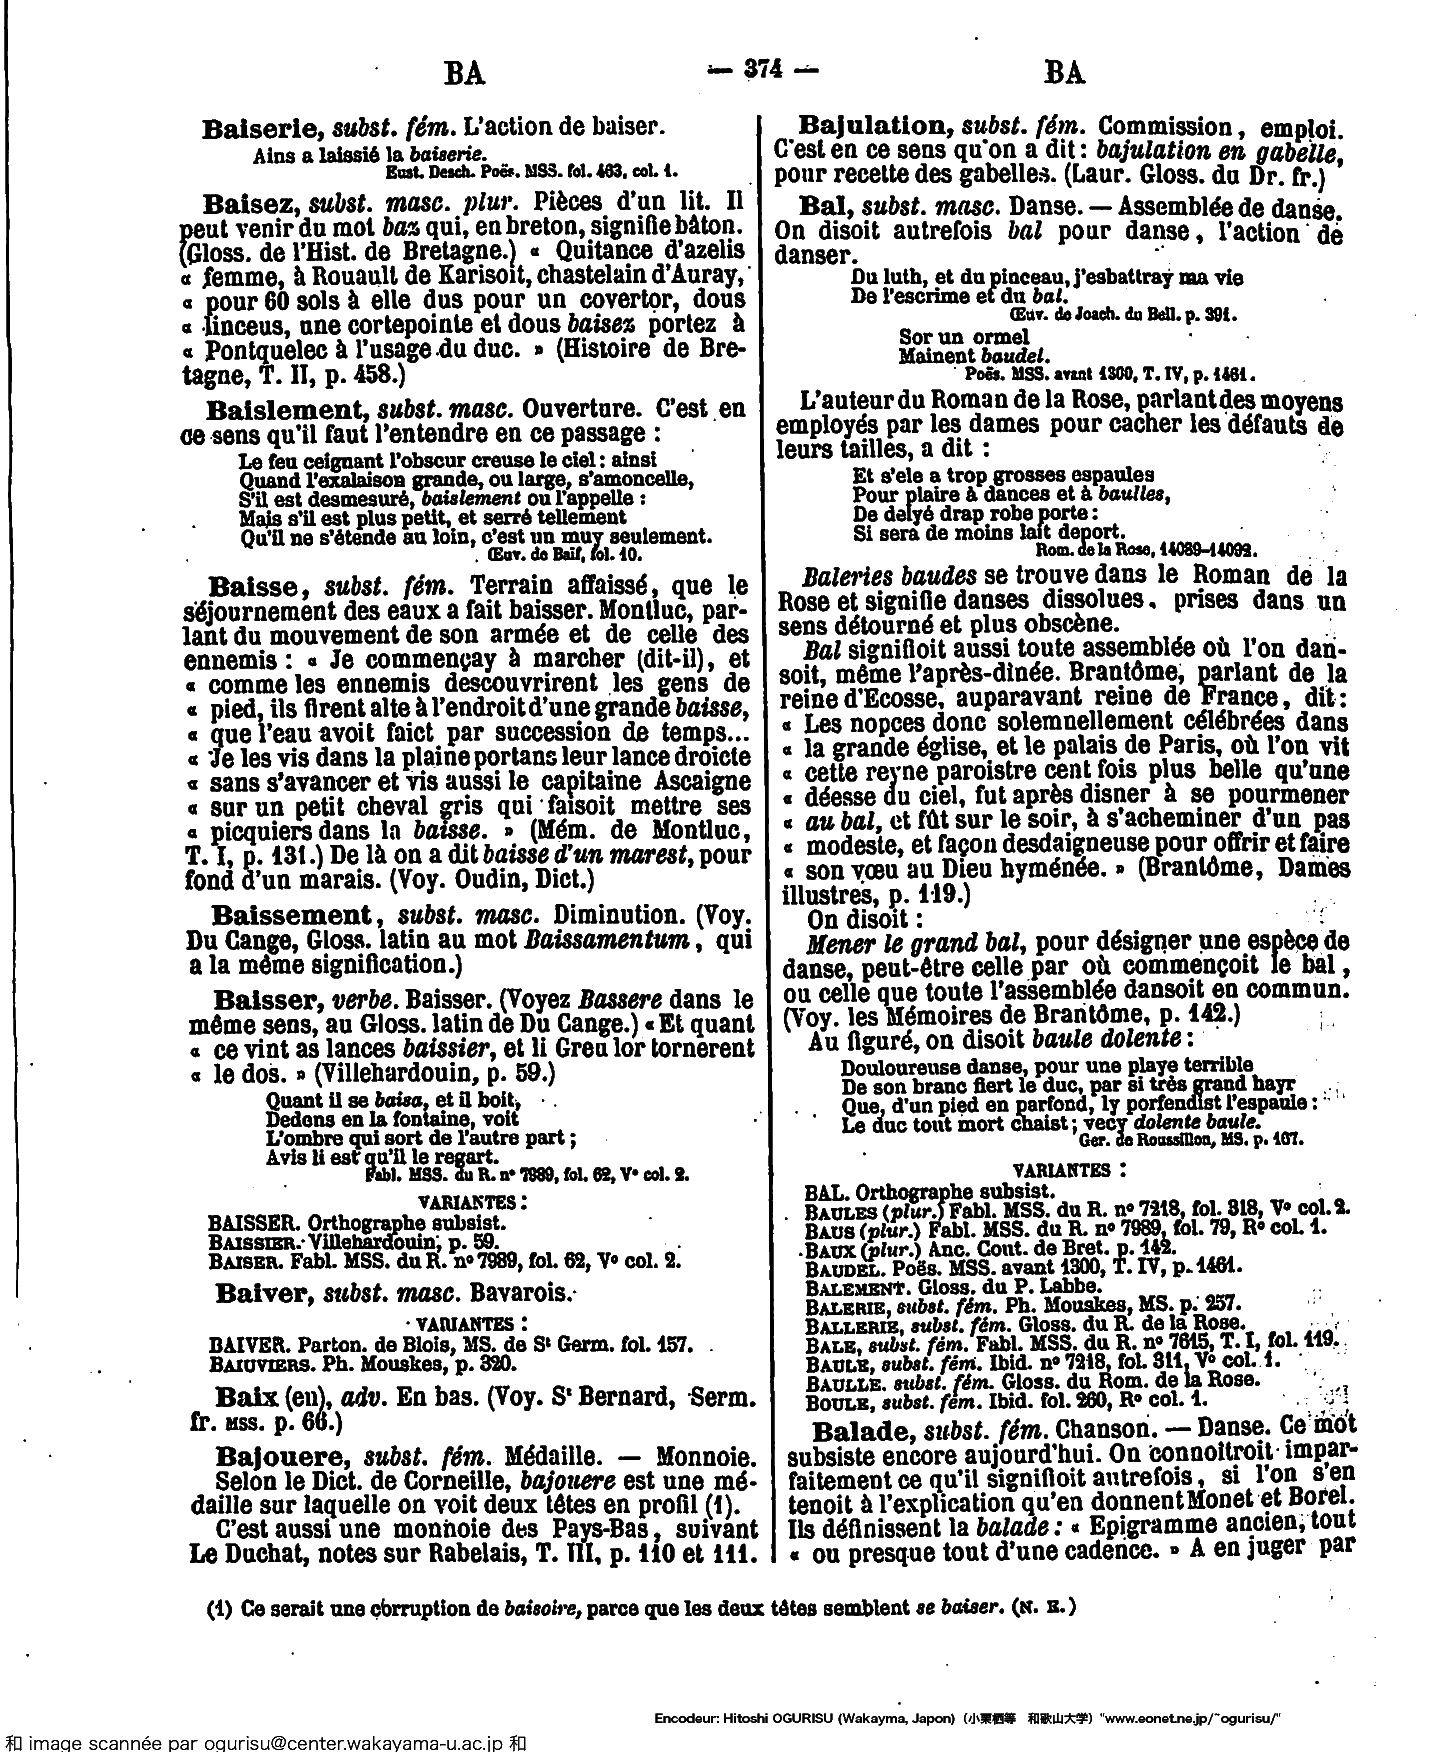 BA — 374 — BA
Baiserie, subst. fém. L'action de baiser.
Ains a laissié la baiserie.
Eust. Desch. Poës. MSS. fol. 463, col. 1.
Baisez, subst. masc. plur. Pièces d'un lit. Il
peut venir du mot baz qui, en breton, signifie bâton.
(Gloss. de l'Hist. de Bretagne.) « Quitance d'azelis
« femme, à Rouault de Karisoit, chastelain d'Auray,
« pour 60 sols à elle dus pour un covertor, dous
« linceus, une cortepointe et dous baisez portez à
« Pontquelec à l'usage du duc. » (Histoire de Bre-
tagne, T. II, p. 458.)
Baislement, subst. masc. Ouverture. C'est en
ce sens qu'il faut l'entendre en ce passage :
Le feu ceignant l'obscur creuse le ciel : ainsi
Quand l'exalaison grande, ou large, s'amoncelle,
S'il est desmesuré, baislement ou l'appelle :
Mais s'il est plus petit, et serré tellement
Qu'il ne s'étende au loin, c'est un muy seulement.
Œuv. de Baif, fol. 10.
Baisse, subst. fém. Terrain affaissé, que le
séjournement des eaux a fait baisser. Montluc, par-
lant du mouvement de son armée et de celle des
ennemis : « Je commençay à marcher (dit-il), et
« comme les ennemis descouvrirent les gens de
« pied, ils firent alte à l'endroit d'une grande baisse,
« que l'eau avoit faict par succession de temps...
« Je les vis dans la plaine portans leur lance droicte
« sans s'avancer et vis aussi le capitaine Ascaigne
« sur un petit cheval gris qui faisoit mettre ses
« picquiers dans la baisse. » (Mém. de Montluc,
T. I, p. 131.) De là on a dit baisse d'un marest, pour
fond d'un marais. (Voy. Oudin, Dict.)
Baissement, subst. masc. Diminution. (Voy.
Du Cange, Gloss. latin au mot Baissamentum, qui
a la même signification.)
Baisser, verbe. Baisser. (Voyez Bassere dans le
même sens, au Gloss. latin de Du Cange.) « Et quant
« ce vint as lances baissier, et li Greu lor tornerent
« le dos. » (Villehardouin, p. 59.)
Quant il se baisa, et il boit,
Dedens en la fontaine, voit
L'ombre qui sort de l'autre part ;
Avis li est qu'il le regart.
Fabl. MSS. du R. nº 7989, fol. 62, Vº col. 2.
VARIANTES :
BAISSER. Orthographe subsist.
BAISSIER. Villehardouin, p. 59.
BAISER. Fabl. MSS. du R. nº 7989, fol. 62, Vº col. 2.
Baiver, subst. masc. Bavarois.
VARIANTES :
BAIVER. Parton. de Blois, MS. de St Germ. fol. 157.
BAIUVIERS. Ph. Mouskes, p. 320.
Baix (en), adv. En bas. (Voy. St Bernard, Serm.
fr. MSS. p. 66.)
Bajouere, subst. fém. Médaille. — Monnoie.
Selon le Dict. de Corneille, bajouere est une mé-
daille sur laquelle on voit deux têtes en profil (1).
C'est aussi une monnoie des Pays-Bas, suivant
Le Duchat, notes sur Rabelais, T. III, p. 110 et 111.
Bajulation, subst. fém. Commission, emploi.
C'est en ce sens qu'on a dit : bajulation en gabelle,
pour recette des gabelles. (Laur. Gloss. du Dr. fr.)
Bal, subst. masc. Danse. — Assemblée de danse.
On disoit autrefois bal pour danse, l'action de
danser.
Du luth, et du pinceau, j'esbattray ma vie
De l'escrime et du bal.
Œuv. de Joach. du Bell. p. 391.
Sor un ormel
Mainent baudel.
Poës. MSS. avant 1300, T. IV, p. 1461.
L'auteur du Roman de la Rose, parlant des moyens
employés par les dames pour cacher les défauts de
leurs tailles, a dit :
Et s'ele a trop grosses espaules
Pour plaire à dances et à baulles,
De delyé drap robe porte :
Si sera de moins lait deport.
Rom. de la Rose, 14089-14092.
Baleries baudes se trouve dans le Roman de la
Rose et signifie danses dissolues, prises dans un
sens détourné et plus obscène.
Bal signifioit aussi toute assemblée où l'on dan-
soit, même l'après-dînée. Brantôme, parlant de la
reine d'Ecosse, auparavant reine de France, dit :
« Les nopces donc solemnellement célébrées dans
« la grande église, et le palais de Paris, où l'on vit
« cette reyne paroistre cent fois plus belle qu'une
« déesse du ciel, fut après disner à se pourmener
« au bal, et fût sur le soir, à s'acheminer d'un pas
« modeste, et façon desdaigneuse pour offrir et faire
« son vœu au Dieu hyménée. » (Brantôme, Dames
illustres, p. 119.)
On disoit :
Mener le grand bal, pour désigner une espèce de
danse, peut-être celle par où commençoit le bal,
ou celle que toute l'assemblée dansoit en commun.
(Voy. les Mémoires de Brantôme, p. 142.)
Au figuré, on disoit baule dolente :
Douloureuse danse, pour une playe terrible
De son branc fiert le duc, par si très grand hayr
Que, d'un pied en parfond, ly porfendist l'espaule :
Le duc tout mort chaist ; vecy dolente baule.
Ger. de Roussillon, MS. p. 167.
VARIANTES :
BAL. Orthographe subsist.
BAULES (plur.) Fabl. MSS. du R. nº 7218, fol. 318, Vº col. 2.
BAUS (plur.) Fabl. MSS. du R. nº 7989, fol. 79, Rº col. 1.
BAUX (plur.) Anc. Cout. de Bret. p. 142.
BAUDEL. Poës. MSS. avant 1300, T. IV, p. 1461.
BALEMENT. Gloss. du P. Labbe.
BALERIE, subst. fém. Ph. Mouskes, MS. p. 257.
BALLERIE, subst. fém. Gloss. du R. de la Rose.
BALE, subst. fém. Fabl. MSS. du R. nº 7615, T. I, fol. 119.
BAULE, subst. fém. Ibid. nº 7218, fol. 311, Vº col. 1.
BAULLE. subst. fém. Gloss. du Rom. de la Rose.
BOULE, subst. fém. Ibid. fol. 260, Rº col. 1.
Balade, subst. fém. Chanson. — Danse. Ce mot
subsiste encore aujourd'hui. On connoîtroit impar-
faitement ce qu'il signifioit autrefois, si l'on s'en
tenoit à l'explication qu'en donnent Monet et Borel.
Ils définissent la balade : « Epigramme ancien, tout
« ou presque tout d'une cadence. » A en juger par
(1) Ce serait une corruption de baisoire, parce que les deux têtes semblent se baiser. (N. E.)
Encodeur: Hitoshi OGURISU (Wakayma, Japon) (小栗栖等 和歌山大学) "www.eonet.ne.jp/~ogurisu/"
和 image scannée par ogurisu@center.wakayama-u.ac.jp 和